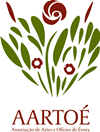 AARTOÉ
Associação de Artes e Ofícios de Évora